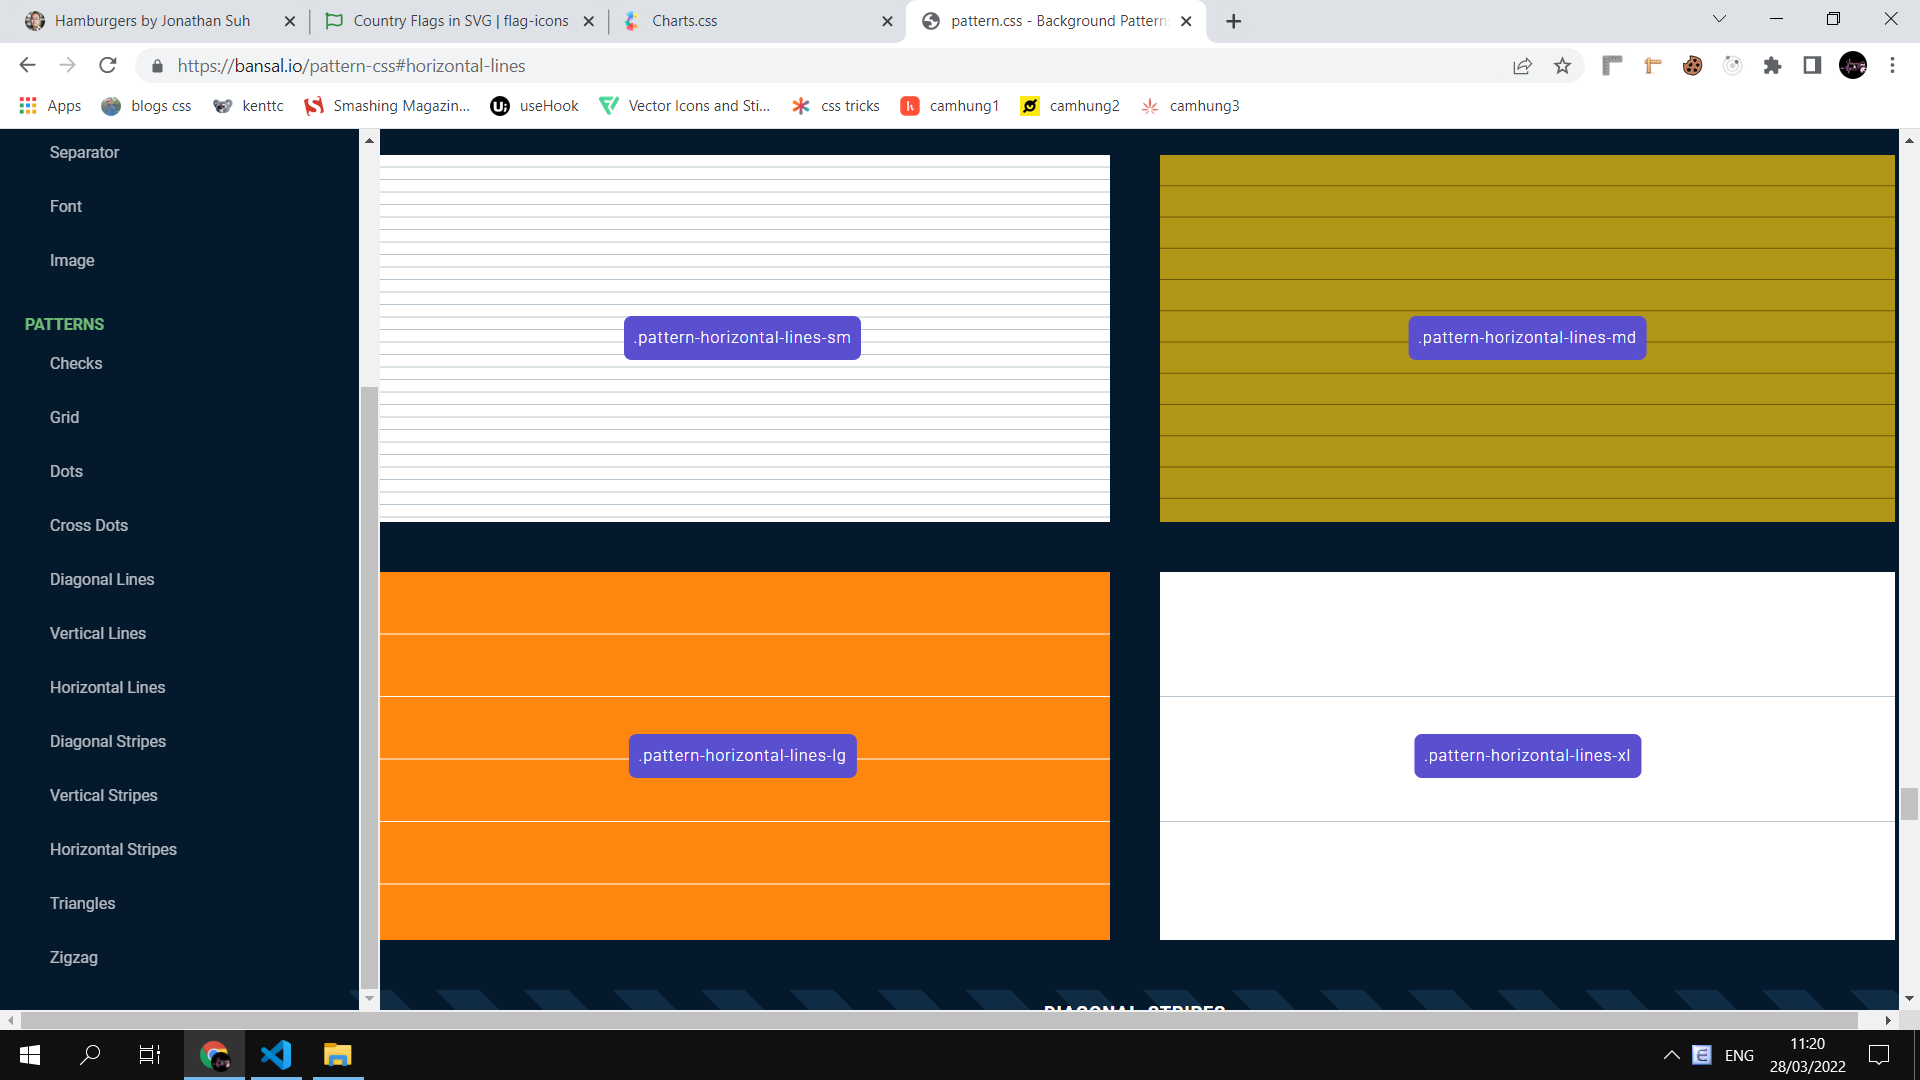 Hamburgers by Jonathan Suh
Country Flags in SVG | flag-icons
Charts.css
pattern.css - Background Pattern
https://bansal.io/pattern-css#horizontal-lines
Apps
blogs css
kenttc
Smashing Magazin...
useHook
Vector Icons and Sti...
css tricks
camhung1
camhung2
camhung3
Separator
Font
Image
PATTERNS
Checks
Grid
Dots
Cross Dots
Diagonal Lines
Vertical Lines
Horizontal Lines
Diagonal Stripes
Vertical Stripes
Horizontal Stripes
Triangles
Zigzag
.pattern-horizontal-lines-sm
.pattern-horizontal-lines-md
.pattern-horizontal-lines-lg
.pattern-horizontal-lines-xl
DIAGONAL STRIPES
ENG
11:20
28/03/2022